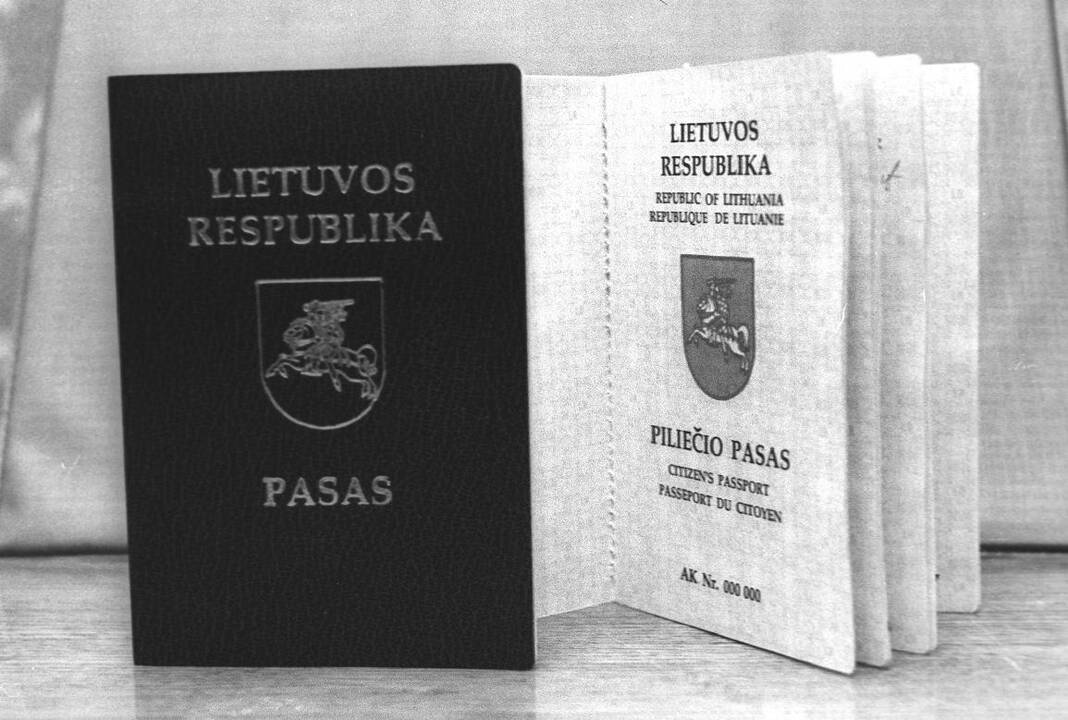 LIETUVOS
RESPUBLIKA
PASAS
LIETUVOS
RESPUBLIKA
REPUBLIC OF LITHUANIA
REPUBLIQUE DE LITUANIE
PILIEČIO PASAS
CITIZEN'S PASSPORT
PASSEPORT DU CITOYEN
AK Nr. 000 000